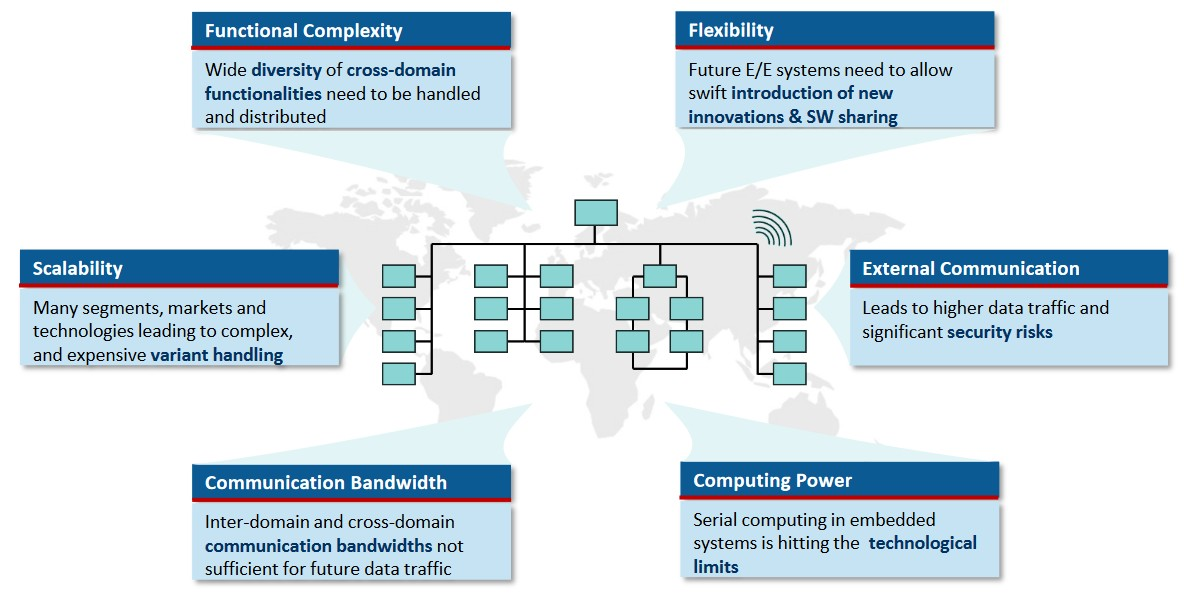 Functional Complexity
Wide diversity of cross-domain
functionalities need to be handled
and distributed
Flexibility
Future E/E systems need to allow
swift introduction of new
innovations & SW sharing
Scalability
Many segments, markets and
technologies leading to complex,
and expensive variant handling
External Communication
Leads to higher data traffic and
significant security risks
Communication Bandwidth
Inter-domain and cross-domain
communication bandwidths not
sufficient for future data traffic
Computing Power
Serial computing in embedded
systems is hitting the technological
limits